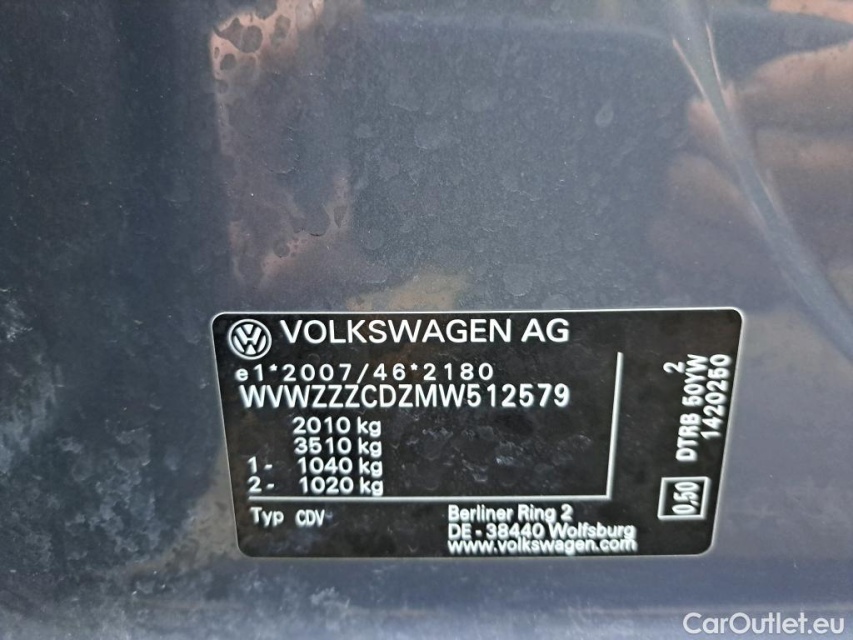 VOLKSWAGEN AG
e1*2007/46*2180
WVWZZZCDZMW512579
2010 kg
3510 kg
1- 1040 kg
2- 1020 kg
Typ CDV
Berliner Ring 2
DE-38440 Wolfsburg
www.volkswagen.com
2
DTRB 50YW
1420250
0,50
CarOutlet.eu